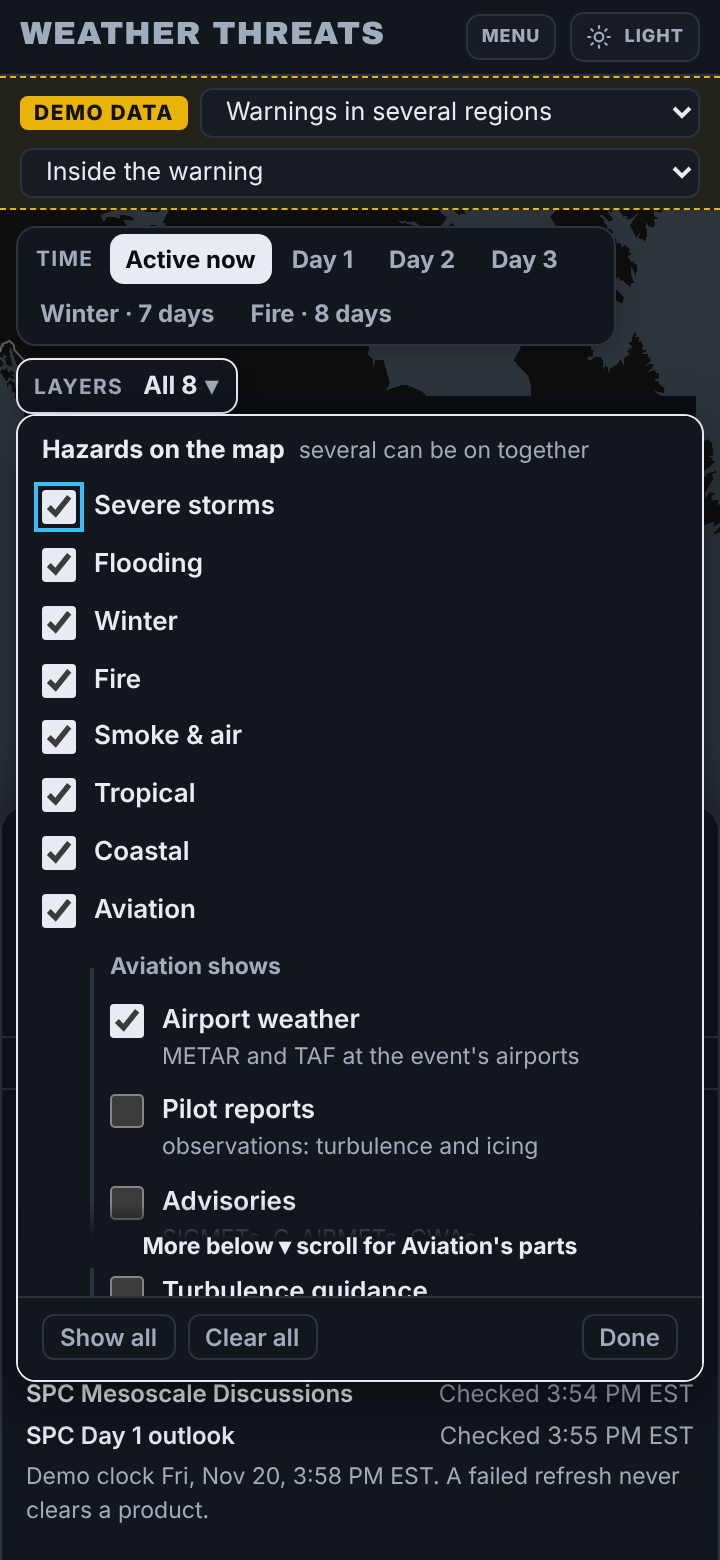 WEATHER THREATS
MENU
LIGHT
DEMO DATA
Warnings in several regions
Inside the warning
TIME
Active now
Day 1
Day 2
Day 3
Winter · 7 days
Fire · 8 days
LAYERS All 8 ▾
Hazards on the map several can be on together
Severe storms
Flooding
Winter
Fire
Smoke & air
Tropical
Coastal
Aviation
Aviation shows
Airport weather
METAR and TAF at the event's airports
Pilot reports
observations: turbulence and icing
Advisories
SIGMETs, G-AIRMETs, CWAs
More below ▾ scroll for Aviation's parts
Turbulence guidance
Show all
Clear all
Done
SPC Mesoscale Discussions Checked 3:54 PM EST
SPC Day 1 outlook Checked 3:55 PM EST
Demo clock Fri, Nov 20, 3:58 PM EST. A failed refresh never
clears a product.